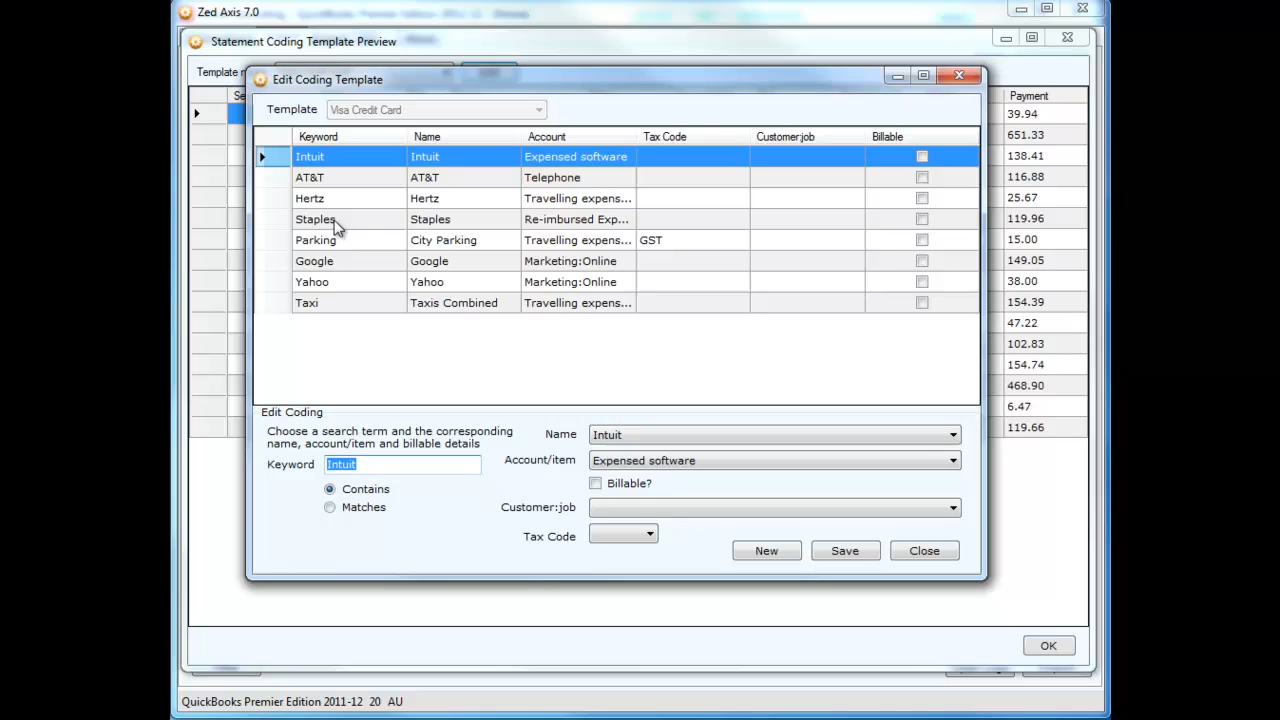 Zed Axis 7.0
Statement Coding Template Preview
Template
Edit Coding Template
Template Visa Credit Card
Se Payment
Keyword Name Account Tax Code Customer:job Billable
Intuit Intuit Expensed software
AT&T AT&T Telephone
Hertz Hertz Travelling expens...
Staples Staples Re-imbursed Exp...
Parking City Parking Travelling expens... GST
Google Google Marketing:Online
Yahoo Yahoo Marketing:Online
Taxi Taxis Combined Travelling expens...
39.94
651.33
138.41
116.88
25.67
119.96
15.00
149.05
38.00
154.39
47.22
102.83
154.74
468.90
6.47
119.66
Edit Coding
Choose a search term and the corresponding
name, account/item and billable details
Keyword Intuit
Contains
Matches
Name Intuit
Account/item Expensed software
Billable?
Customer:job
Tax Code
New Save Close
OK
QuickBooks Premier Edition 2011-12 20 AU